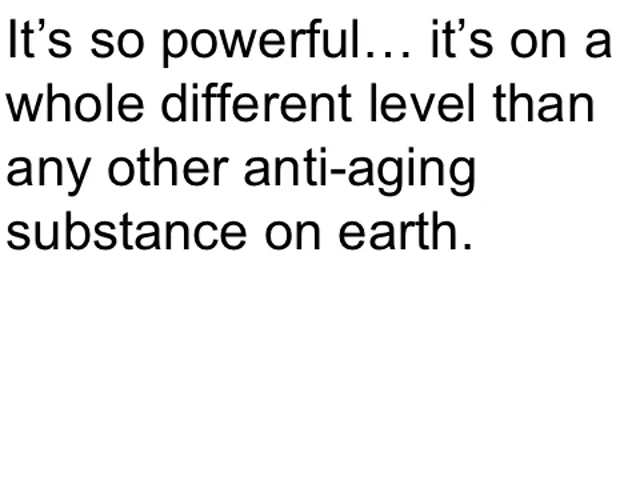 It’s so powerful… it’s on a
whole different level than
any other anti-aging
substance on earth.